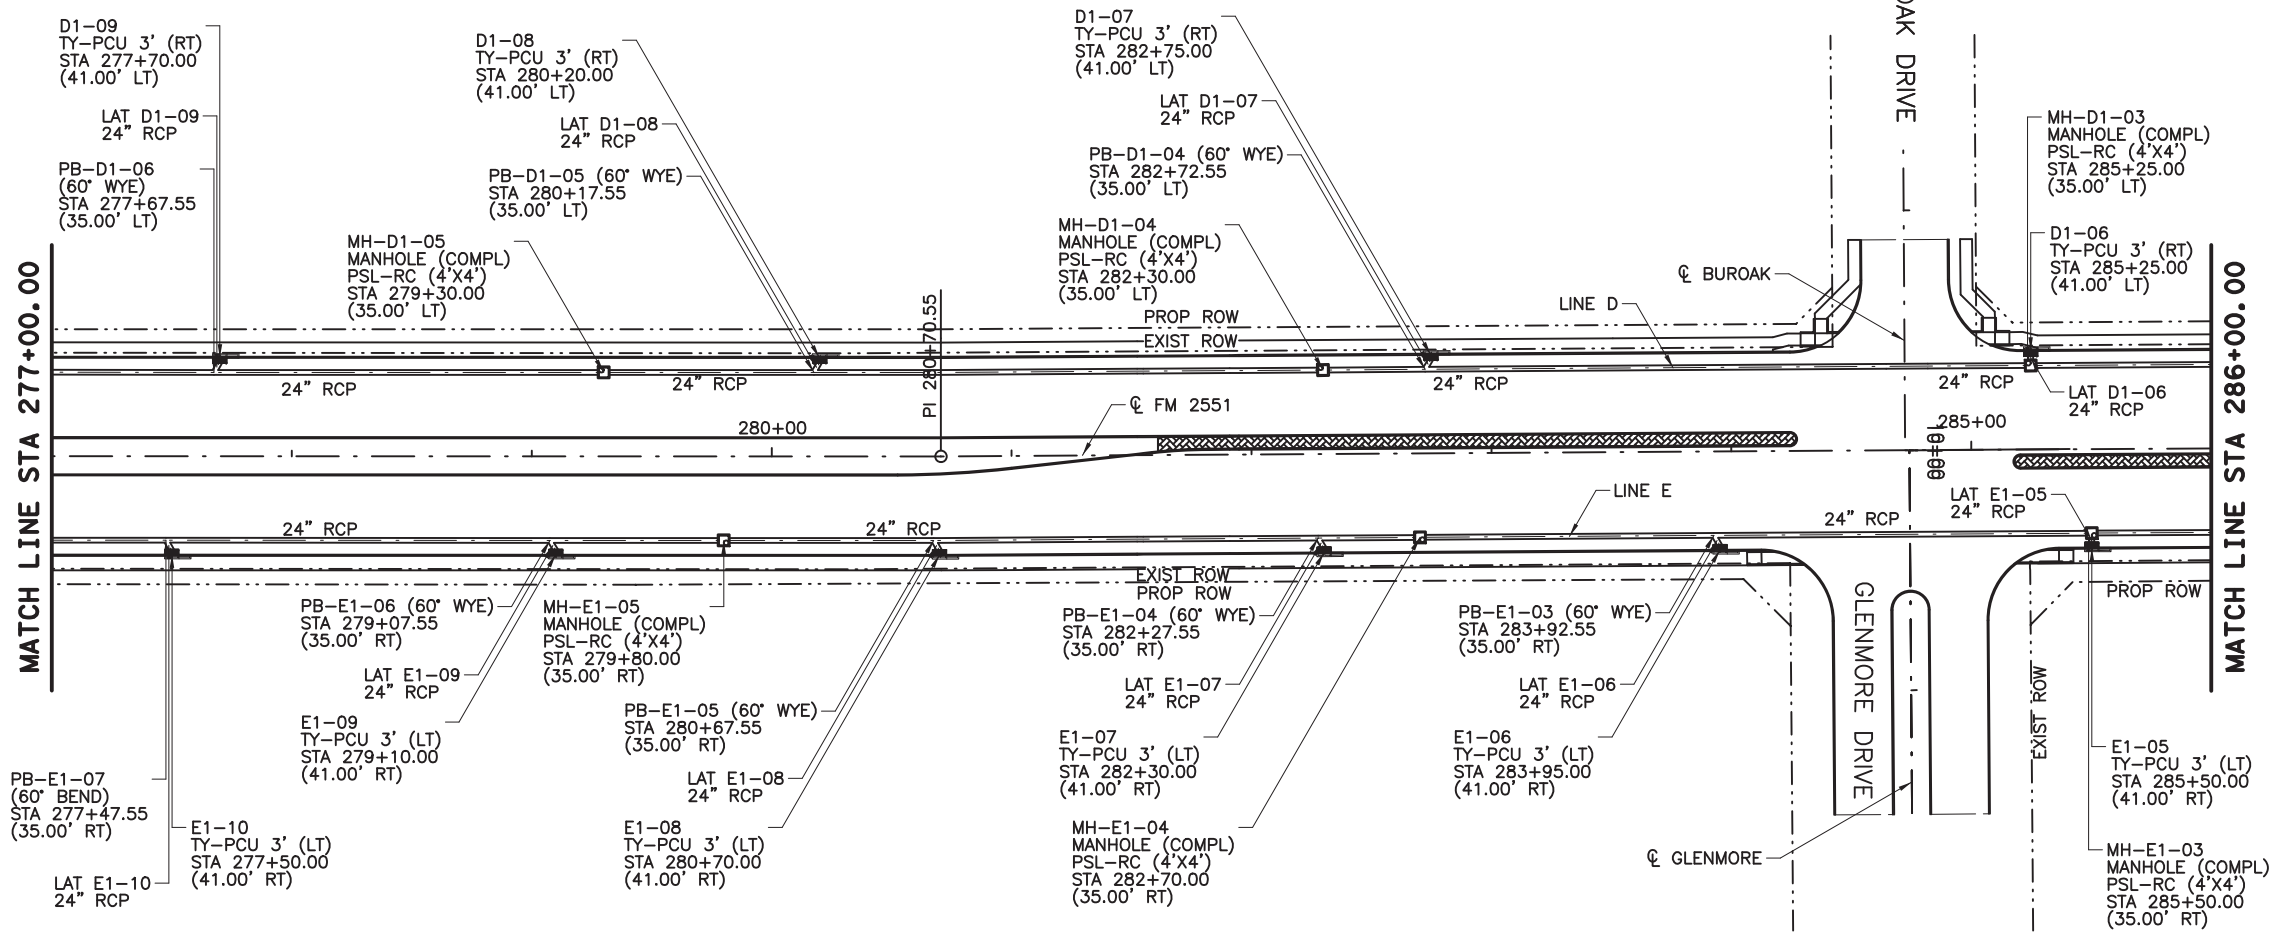 D1-09
TY-PCU 3' (RT)
STA 277+70.00
(41.00' LT)
LAT D1-09
24" RCP
PB-D1-06
(60° WYE)
STA 277+67.55
(35.00' LT)
D1-08
TY-PCU 3' (RT)
STA 280+20.00
(41.00' LT)
LAT D1-08
24" RCP
PB-D1-05 (60° WYE)
STA 280+17.55
(35.00' LT)
MH-D1-05
MANHOLE (COMPL)
PSL-RC (4'X4')
STA 279+30.00
(35.00' LT)
D1-07
TY-PCU 3' (RT)
STA 282+75.00
(41.00' LT)
LAT D1-07
24" RCP
PB-D1-04 (60° WYE)
STA 282+72.55
(35.00' LT)
MH-D1-04
MANHOLE (COMPL)
PSL-RC (4'X4')
STA 282+30.00
(35.00' LT)
OAK DRIVE
MH-D1-03
MANHOLE (COMPL)
PSL-RC (4'X4')
STA 285+25.00
(35.00' LT)
D1-06
TY-PCU 3' (RT)
STA 285+25.00
(41.00' LT)
℄ BUROAK
LINE D
PROP ROW
EXIST ROW
MATCH LINE STA 277+00.00
MATCH LINE STA 286+00.00
PI 280+70.55
24" RCP
24" RCP
24" RCP
24" RCP
LAT D1-06
24" RCP
℄ FM 2551
280+00
285+00
LINE E
LAT E1-05
24" RCP
24" RCP
24" RCP
24" RCP
EXIST ROW
PROP ROW
PROP ROW
EXIST ROW
GLENMORE DRIVE
℄ GLENMORE
PB-E1-06 (60° WYE)
STA 279+07.55
(35.00' RT)
LAT E1-09
24" RCP
E1-09
TY-PCU 3' (LT)
STA 279+10.00
(41.00' RT)
MH-E1-05
MANHOLE (COMPL)
PSL-RC (4'X4')
STA 279+80.00
(35.00' RT)
PB-E1-05 (60° WYE)
STA 280+67.55
(35.00' RT)
LAT E1-08
24" RCP
E1-08
TY-PCU 3' (LT)
STA 280+70.00
(41.00' RT)
PB-E1-07
(60° BEND)
STA 277+47.55
(35.00' RT)
E1-10
TY-PCU 3' (LT)
STA 277+50.00
(41.00' RT)
LAT E1-10
24" RCP
PB-E1-04 (60° WYE)
STA 282+27.55
(35.00' RT)
LAT E1-07
24" RCP
E1-07
TY-PCU 3' (LT)
STA 282+30.00
(41.00' RT)
MH-E1-04
MANHOLE (COMPL)
PSL-RC (4'X4')
STA 282+70.00
(35.00' RT)
PB-E1-03 (60° WYE)
STA 283+92.55
(35.00' RT)
LAT E1-06
24" RCP
E1-06
TY-PCU 3' (LT)
STA 283+95.00
(41.00' RT)
E1-05
TY-PCU 3' (LT)
STA 285+50.00
(41.00' RT)
MH-E1-03
MANHOLE (COMPL)
PSL-RC (4'X4')
STA 285+50.00
(35.00' RT)